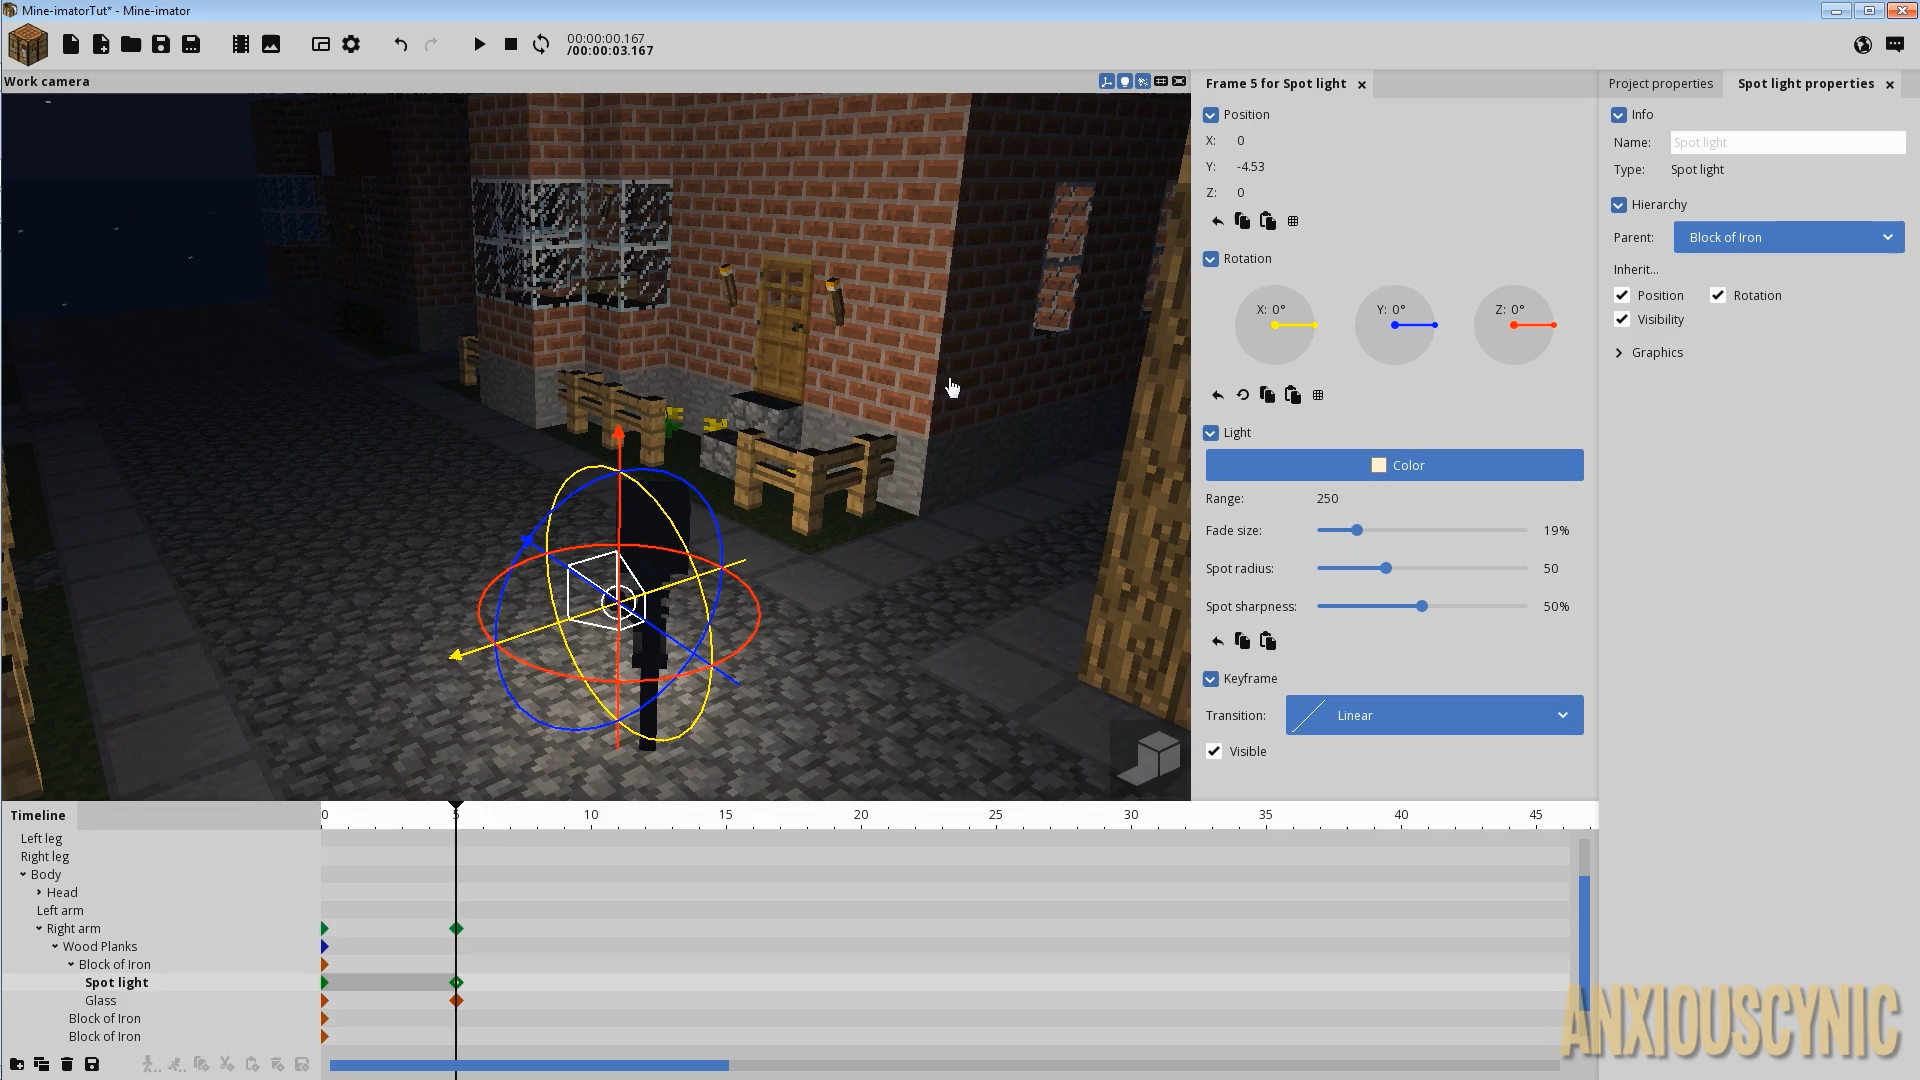 Mine-imatorTut* - Mine-imator
00:00:00.167
/00:00:03.167
Work camera
Frame 5 for Spot light
Position
X: 0
Y: -4.53
Z: 0
Rotation
X: 0° Y: 0° Z: 0°
Light
Color
Range: 250
Fade size: 19%
Spot radius: 50
Spot sharpness: 50%
Keyframe
Transition: Linear
Visible
Project properties Spot light properties
Info
Name: Spot light
Type: Spot light
Hierarchy
Parent: Block of Iron
Inherit...
Position Rotation
Visibility
Graphics
Timeline
0 5 10 15 20 25 30 35 40 45
Left leg
Right leg
Body
Head
Left arm
Right arm
Wood Planks
Block of Iron
Spot light
Glass
Block of Iron
Block of Iron
ANXIOUSCYNIC